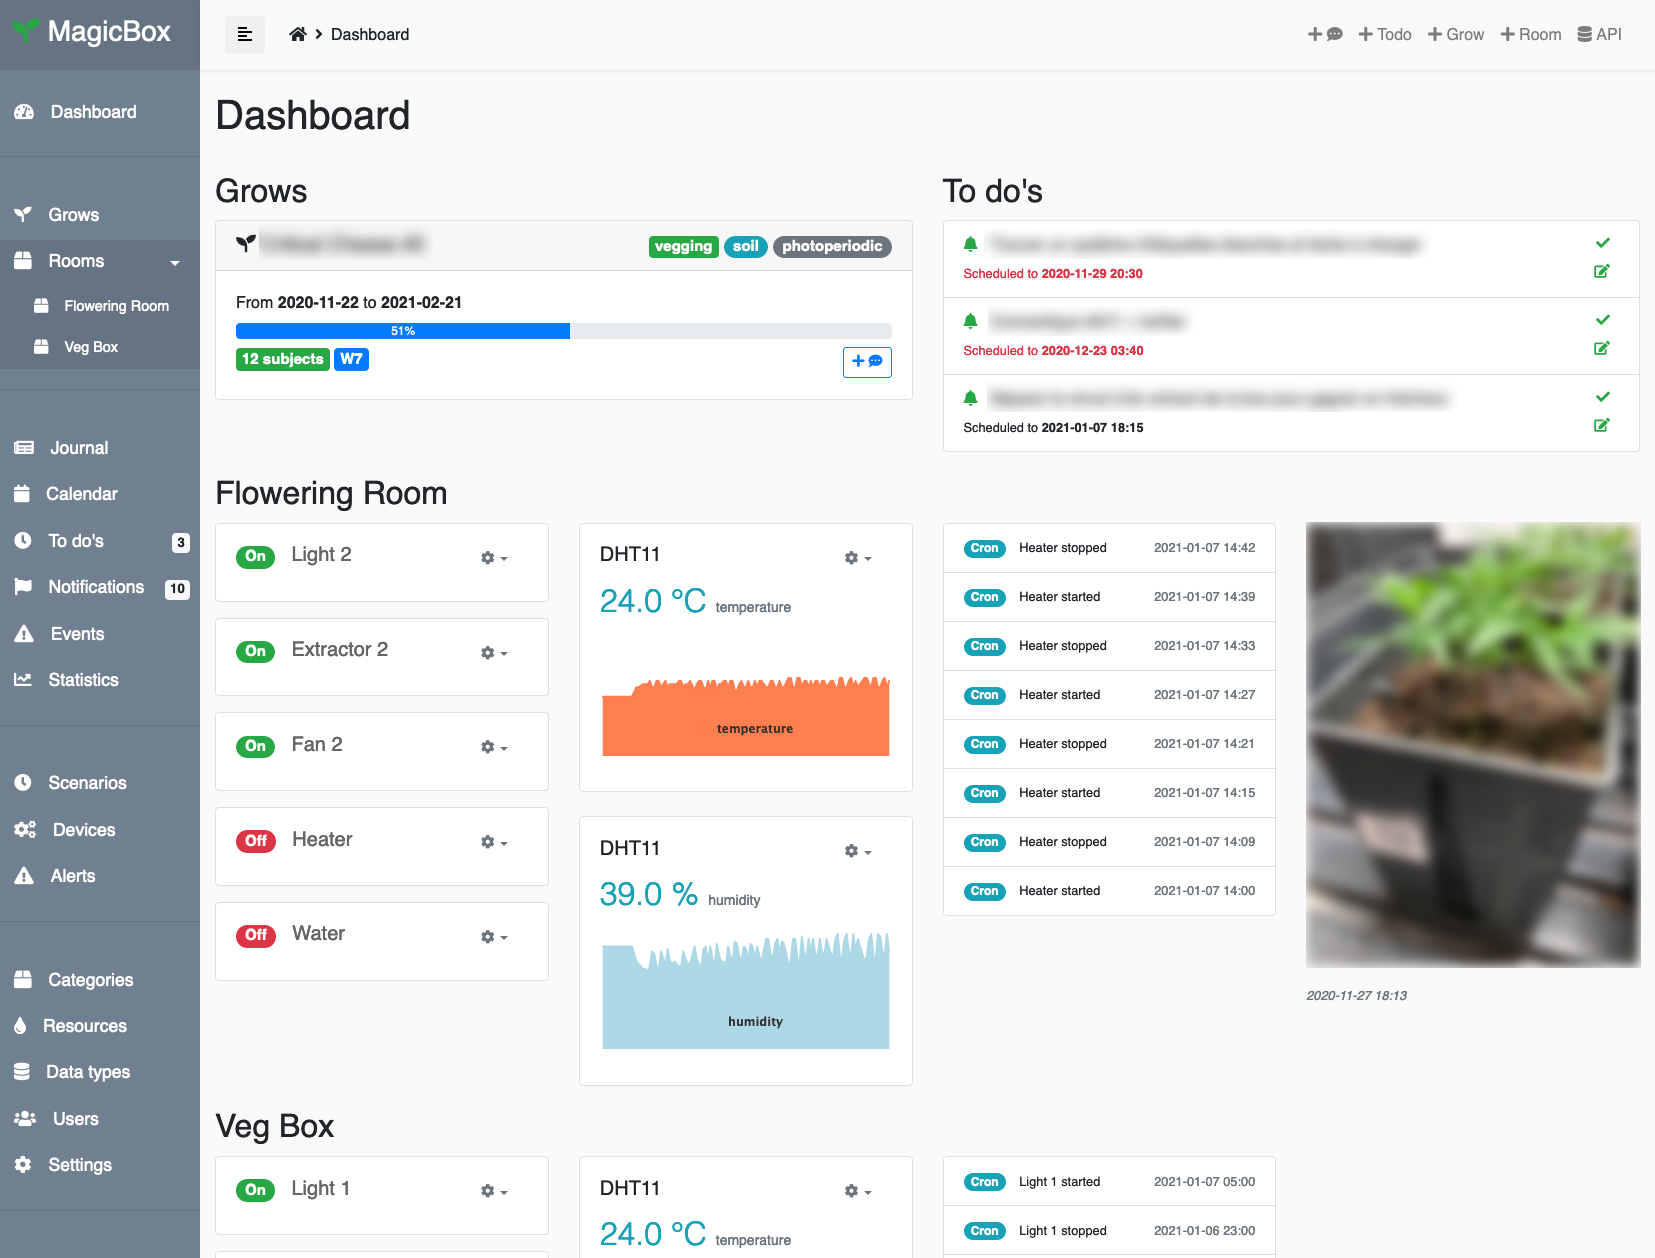 MagicBox
Dashboard
Grows
Rooms
Flowering Room
Veg Box
Journal
Calendar
To do's 3
Notifications 10
Events
Statistics
Scenarios
Devices
Alerts
Categories
Resources
Data types
Users
Settings
Dashboard
Todo
Grow
Room
API
Dashboard
Grows
vegging soil photoperiodic
From 2020-11-22 to 2021-02-21
51%
12 subjects W7
To do's
Scheduled to 2020-11-29 20:30
Scheduled to 2020-12-23 03:40
Scheduled to 2021-01-07 18:15
Flowering Room
On Light 2
On Extractor 2
On Fan 2
Off Heater
Off Water
DHT11
24.0 °C temperature
temperature
DHT11
39.0 % humidity
humidity
Cron Heater stopped 2021-01-07 14:42
Cron Heater started 2021-01-07 14:39
Cron Heater stopped 2021-01-07 14:33
Cron Heater started 2021-01-07 14:27
Cron Heater stopped 2021-01-07 14:21
Cron Heater started 2021-01-07 14:15
Cron Heater stopped 2021-01-07 14:09
Cron Heater started 2021-01-07 14:00
2020-11-27 18:13
Veg Box
On Light 1
DHT11
24.0 °C temperature
Cron Light 1 started 2021-01-07 05:00
Cron Light 1 stopped 2021-01-06 23:00